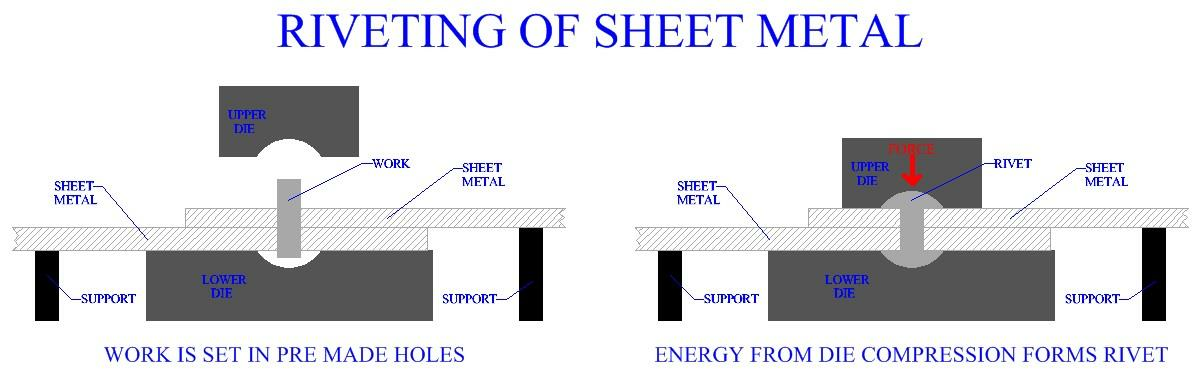 RIVETING OF SHEET METAL
UPPER
DIE
WORK
SHEET
METAL
SHEET
METAL
LOWER
DIE
SUPPORT
SUPPORT
WORK IS SET IN PRE MADE HOLES
FORCE
UPPER
DIE
RIVET
SHEET
METAL
SHEET
METAL
LOWER
DIE
SUPPORT
SUPPORT
ENERGY FROM DIE COMPRESSION FORMS RIVET